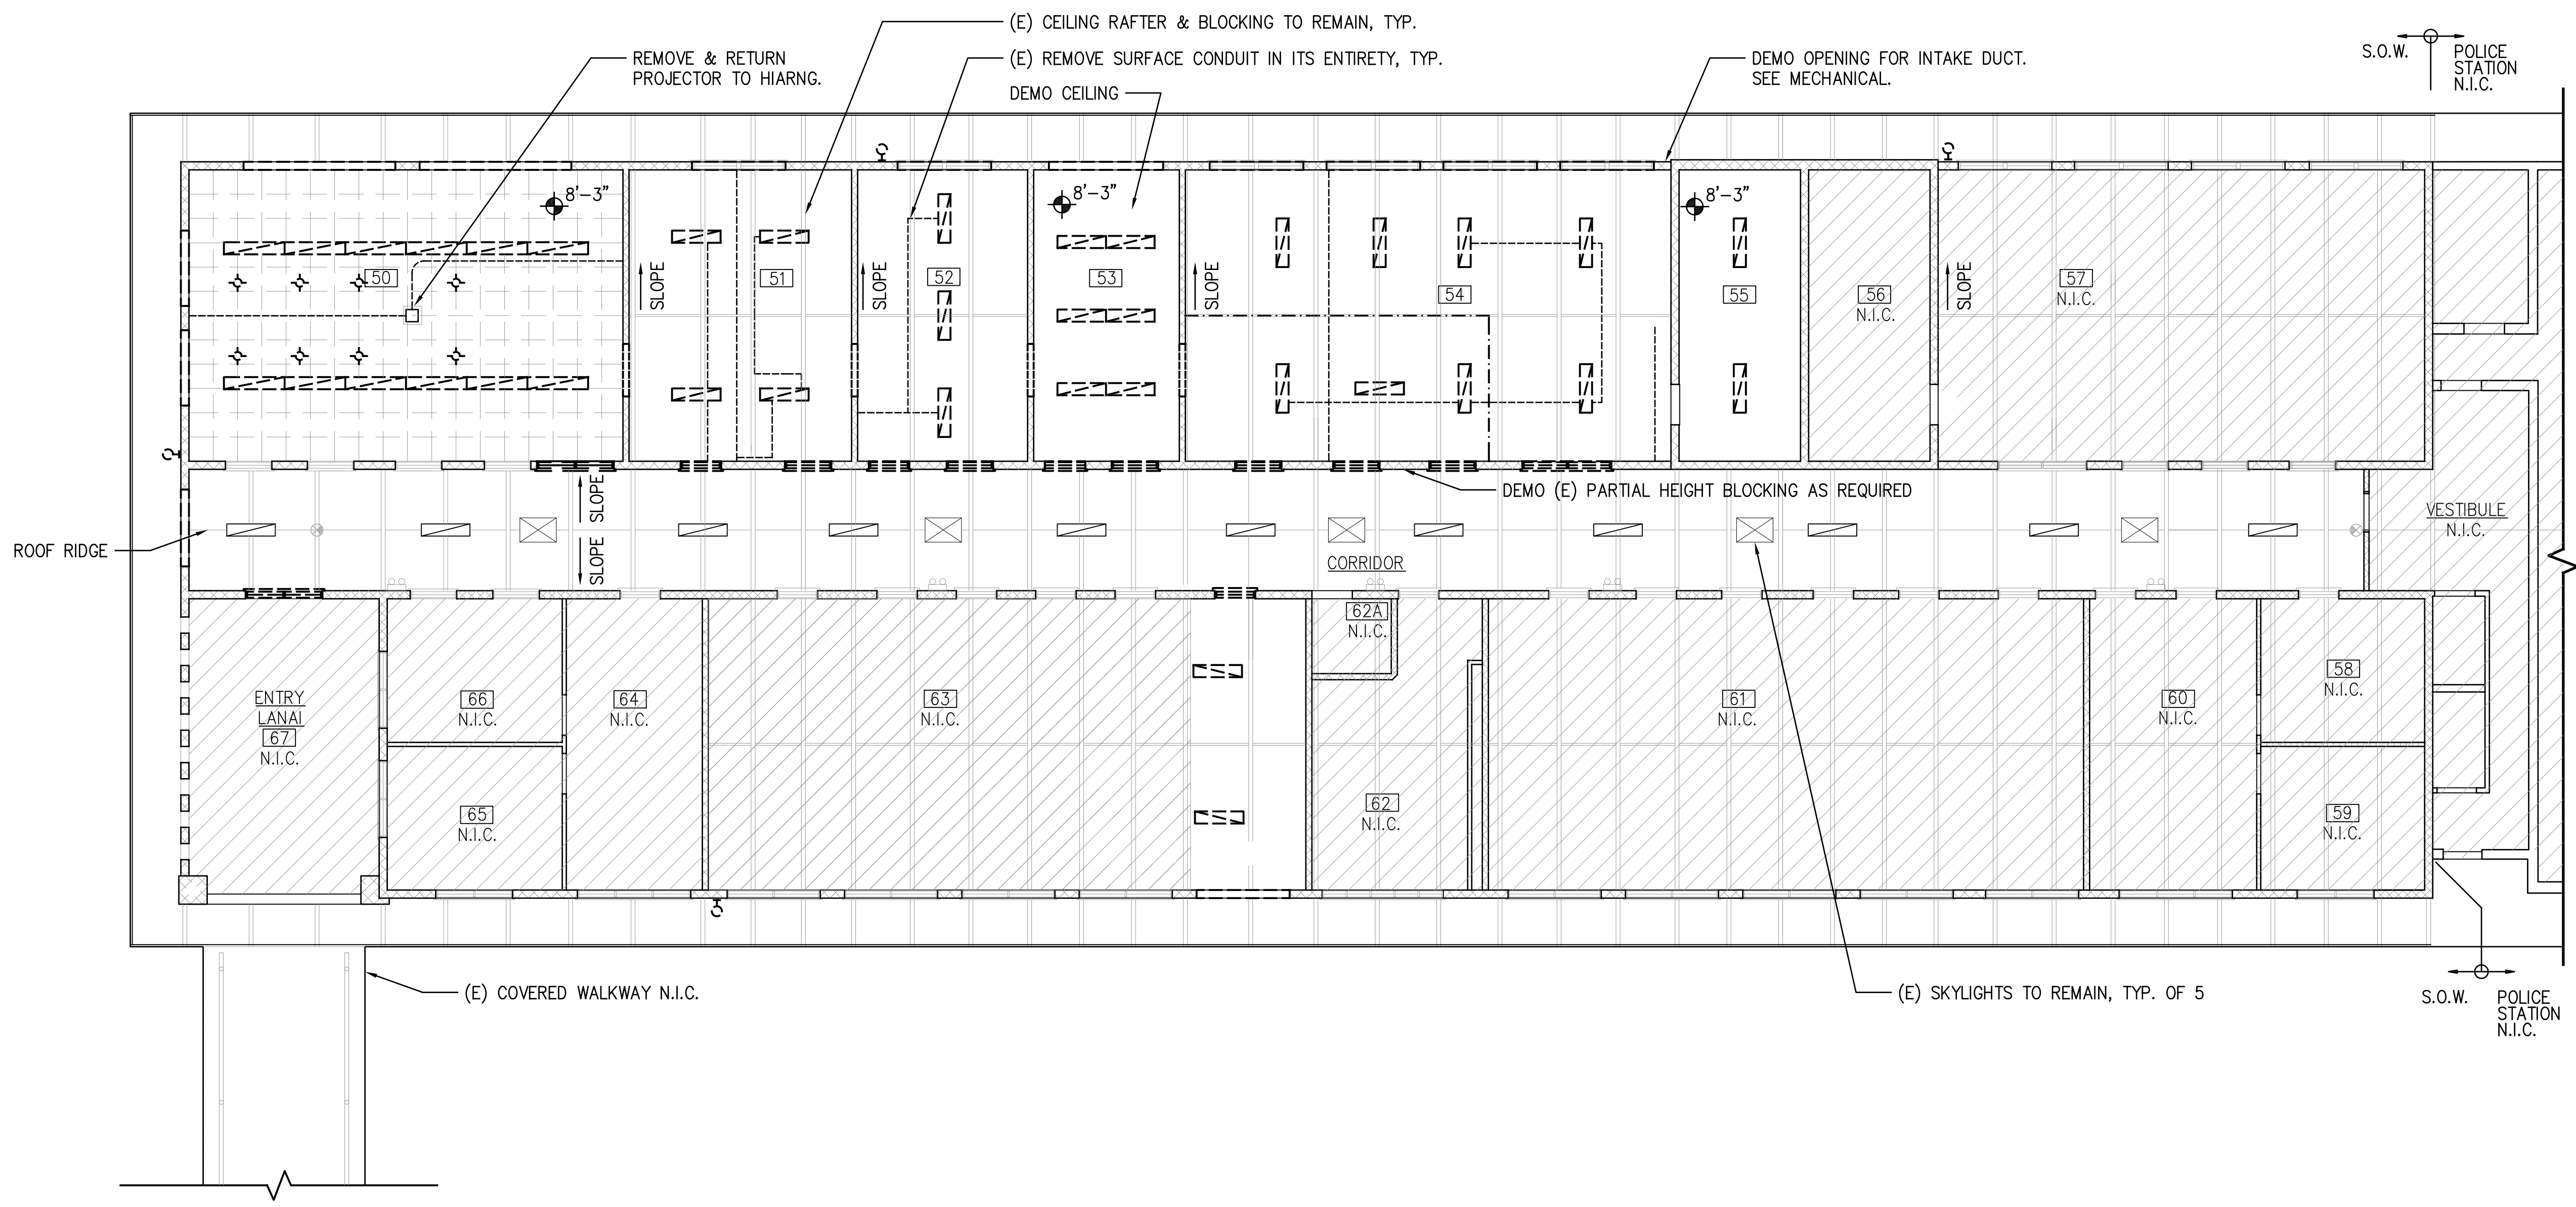 (E) CEILING RAFTER & BLOCKING TO REMAIN, TYP.
REMOVE & RETURN
PROJECTOR TO HIARNG.
(E) REMOVE SURFACE CONDUIT IN ITS ENTIRETY, TYP.
DEMO CEILING
DEMO OPENING FOR INTAKE DUCT.
SEE MECHANICAL.
S.O.W.
POLICE
STATION
N.I.C.
8'-3"
8'-3"
8'-3"
50
SLOPE
51
SLOPE
52
53
SLOPE
54
55
56
N.I.C.
SLOPE
57
N.I.C.
DEMO (E) PARTIAL HEIGHT BLOCKING AS REQUIRED
SLOPE
SLOPE
ROOF RIDGE
CORRIDOR
VESTIBULE
N.I.C.
ENTRY
LANAI
67
N.I.C.
66
N.I.C.
65
N.I.C.
64
N.I.C.
63
N.I.C.
62A
N.I.C.
62
N.I.C.
61
N.I.C.
60
N.I.C.
58
N.I.C.
59
N.I.C.
(E) COVERED WALKWAY N.I.C.
(E) SKYLIGHTS TO REMAIN, TYP. OF 5
S.O.W.
POLICE
STATION
N.I.C.